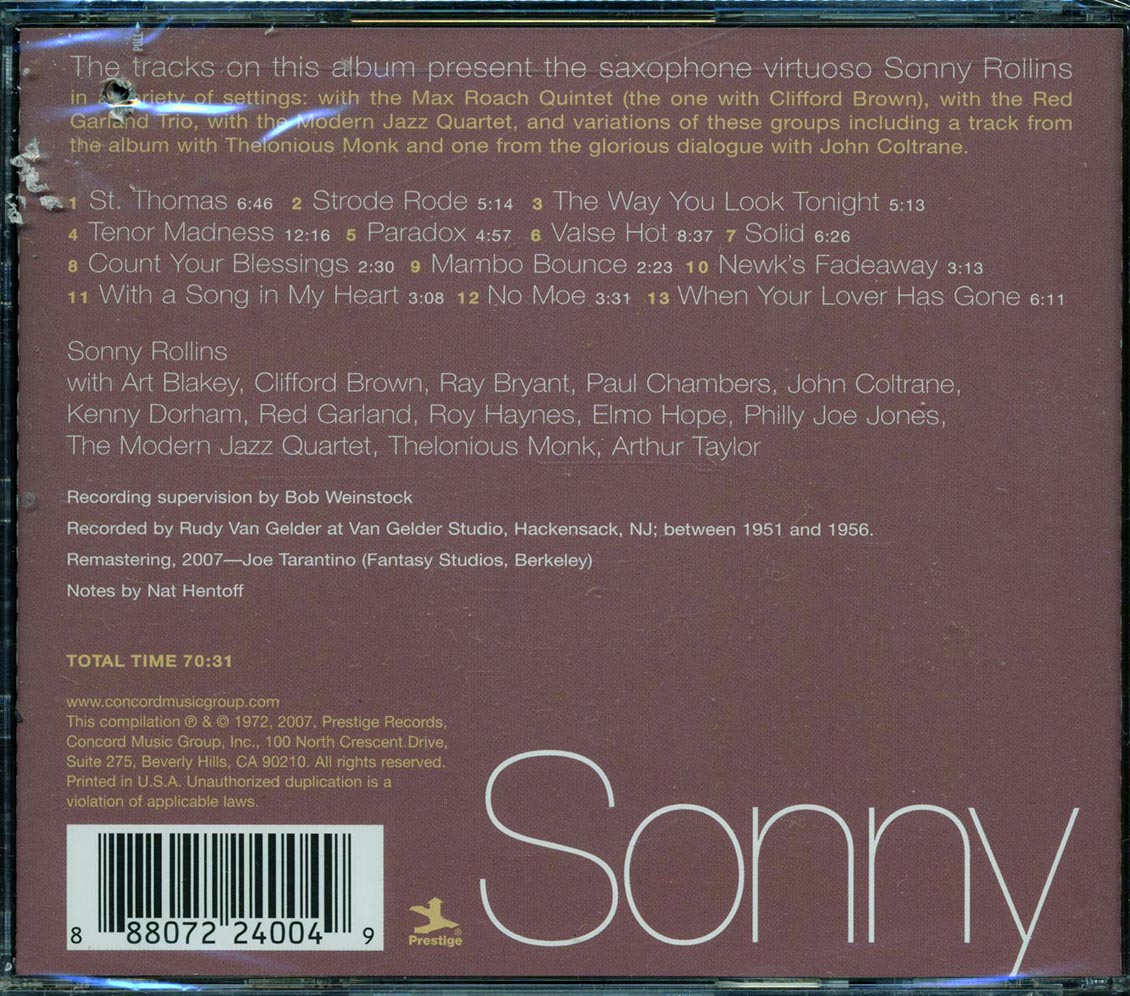 PULL
The tracks on this album present the saxophone virtuoso Sonny Rollins
in a variety of settings: with the Max Roach Quintet (the one with Clifford Brown), with the Red
Garland Trio, with the Modern Jazz Quartet, and variations of these groups including a track from
the album with Thelonious Monk and one from the glorious dialogue with John Coltrane.
1 St. Thomas 6:46 2 Strode Rode 5:14 3 The Way You Look Tonight 5:13
4 Tenor Madness 12:16 5 Paradox 4:57 6 Valse Hot 8:37 7 Solid 6:26
8 Count Your Blessings 2:30 9 Mambo Bounce 2:23 10 Newk's Fadeaway 3:13
11 With a Song in My Heart 3:08 12 No Moe 3:31 13 When Your Lover Has Gone 6:11
Sonny Rollins
with Art Blakey, Clifford Brown, Ray Bryant, Paul Chambers, John Coltrane,
Kenny Dorham, Red Garland, Roy Haynes, Elmo Hope, Philly Joe Jones,
The Modern Jazz Quartet, Thelonious Monk, Arthur Taylor
Recording supervision by Bob Weinstock
Recorded by Rudy Van Gelder at Van Gelder Studio, Hackensack, NJ; between 1951 and 1956.
Remastering, 2007—Joe Tarantino (Fantasy Studios, Berkeley)
Notes by Nat Hentoff
TOTAL TIME 70:31
www.concordmusicgroup.com
This compilation ℗ & © 1972, 2007, Prestige Records,
Concord Music Group, Inc., 100 North Crescent Drive,
Suite 275, Beverly Hills, CA 90210. All rights reserved.
Printed in U.S.A. Unauthorized duplication is a
violation of applicable laws.
8 88072 24004 9
Prestige®
Sonny